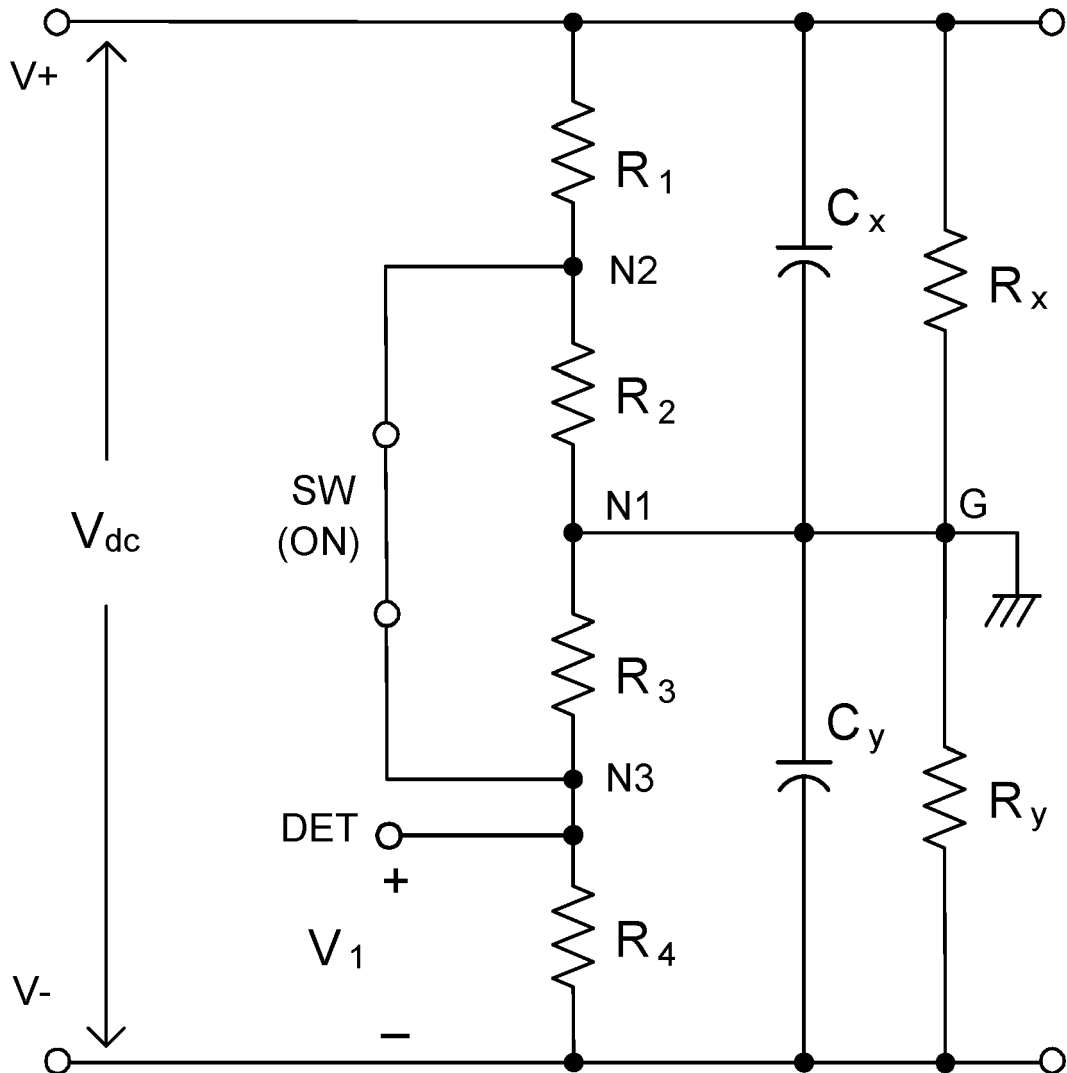 V+
R1
Cx
N2
Rx
R2
SW
(ON)
N1
G
Vdc
R3
Cy
N3
Ry
DET
+
V1
R4
V-
−